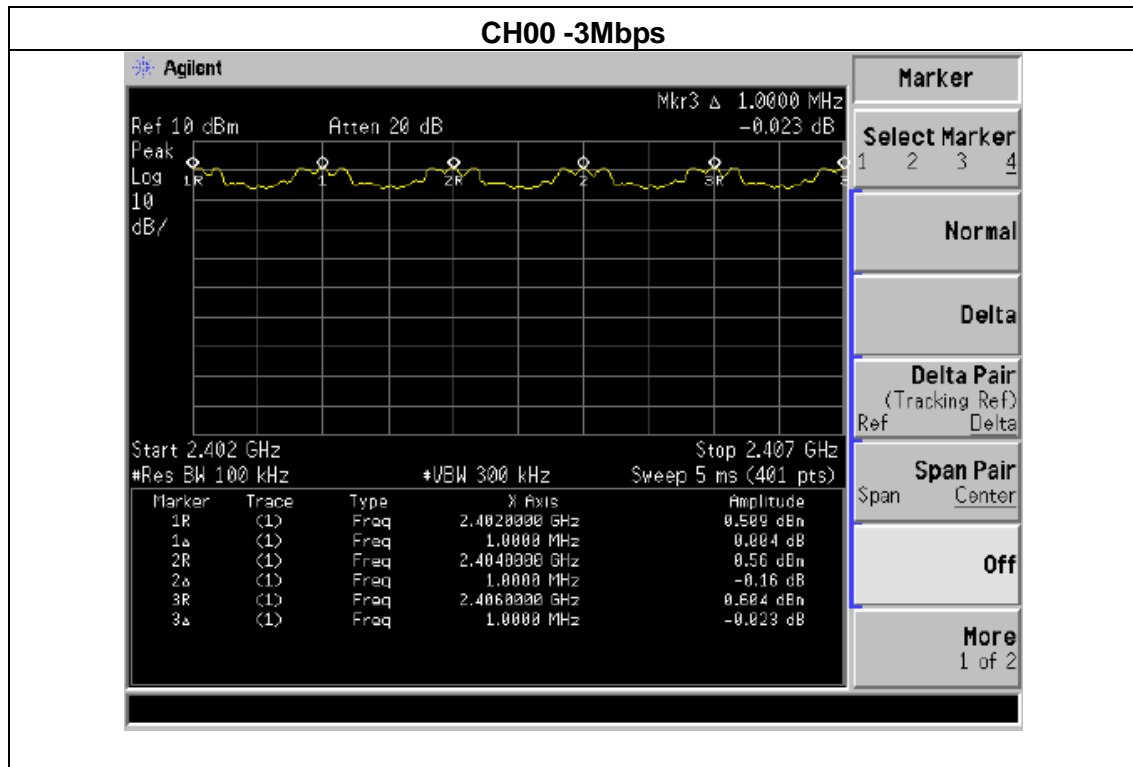 CH00 -3Mbps
Agilent
Marker
Mkr3 Δ 1.0000 MHz
Ref 10 dBm Atten 20 dB -0.023 dB
Peak
Log
10
dB/
1R 1 2R 2 3R 3
Start 2.402 GHz Stop 2.407 GHz
#Res BW 100 kHz #VBW 300 kHz Sweep 5 ms (401 pts)
Marker Trace Type X Axis Amplitude
1R (1) Freq 2.4020000 GHz 0.509 dBm
1Δ (1) Freq 1.0000 MHz 0.004 dB
2R (1) Freq 2.4040000 GHz 0.56 dBm
2Δ (1) Freq 1.0000 MHz -0.16 dB
3R (1) Freq 2.4060000 GHz 0.604 dBm
3Δ (1) Freq 1.0000 MHz -0.023 dB
Select Marker
1 2 3 4
Normal
Delta
Delta Pair
(Tracking Ref)
Ref Delta
Span Pair
Span Center
Off
More
1 of 2